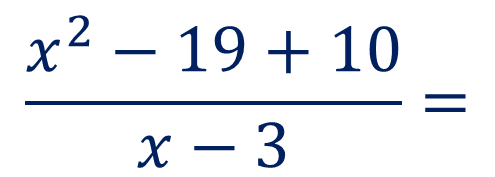 x² − 19 + 10
x − 3 =